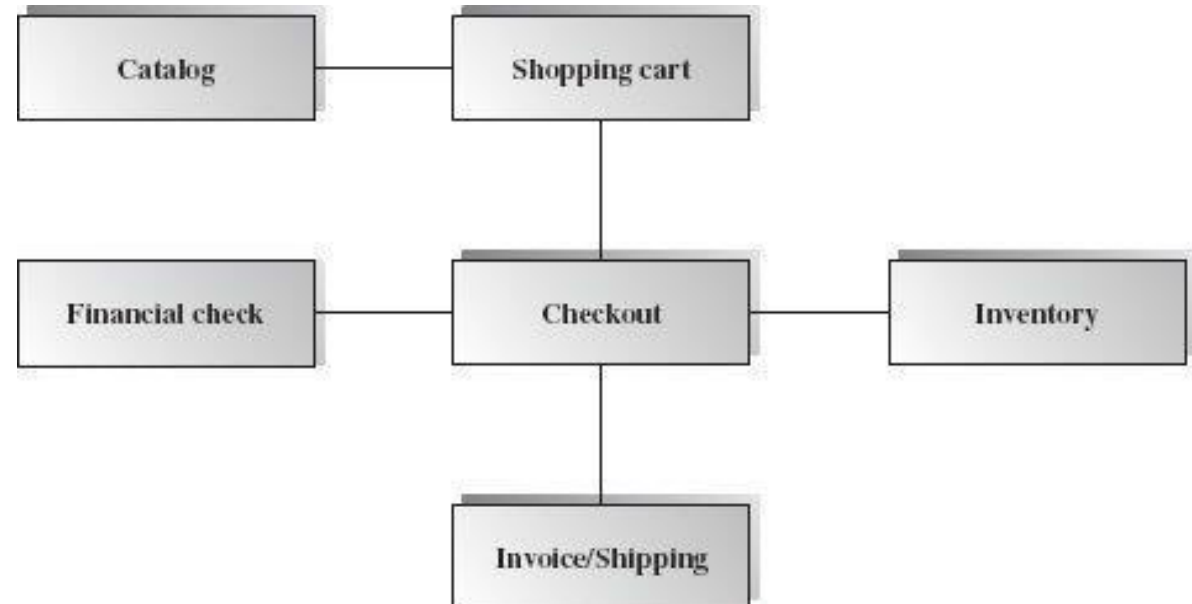 Catalog
Shopping cart
Financial check
Checkout
Inventory
Invoice/Shipping